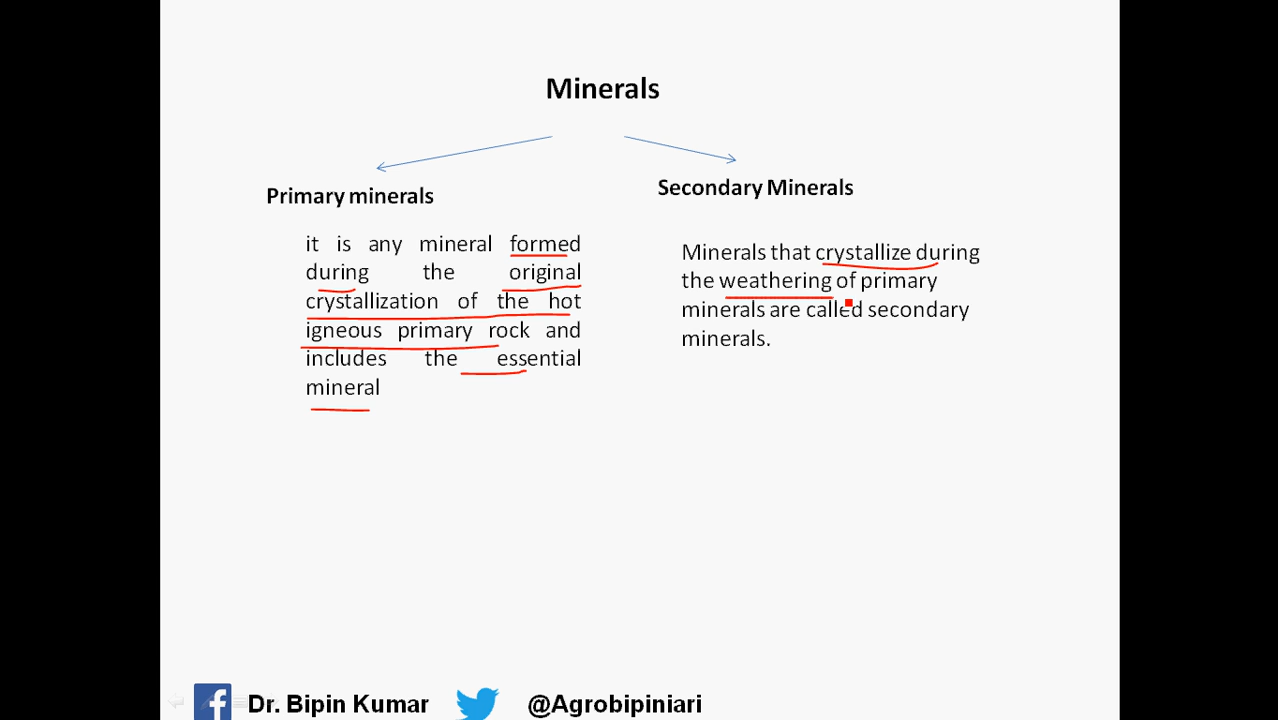 Minerals
Primary minerals
it is any mineral formed
during the original
crystallization of the hot
igneous primary rock and
includes the essential
mineral
Secondary Minerals
Minerals that crystallize during
the weathering of primary
minerals are called secondary
minerals.
f Dr. Bipin Kumar @Agrobipiniari